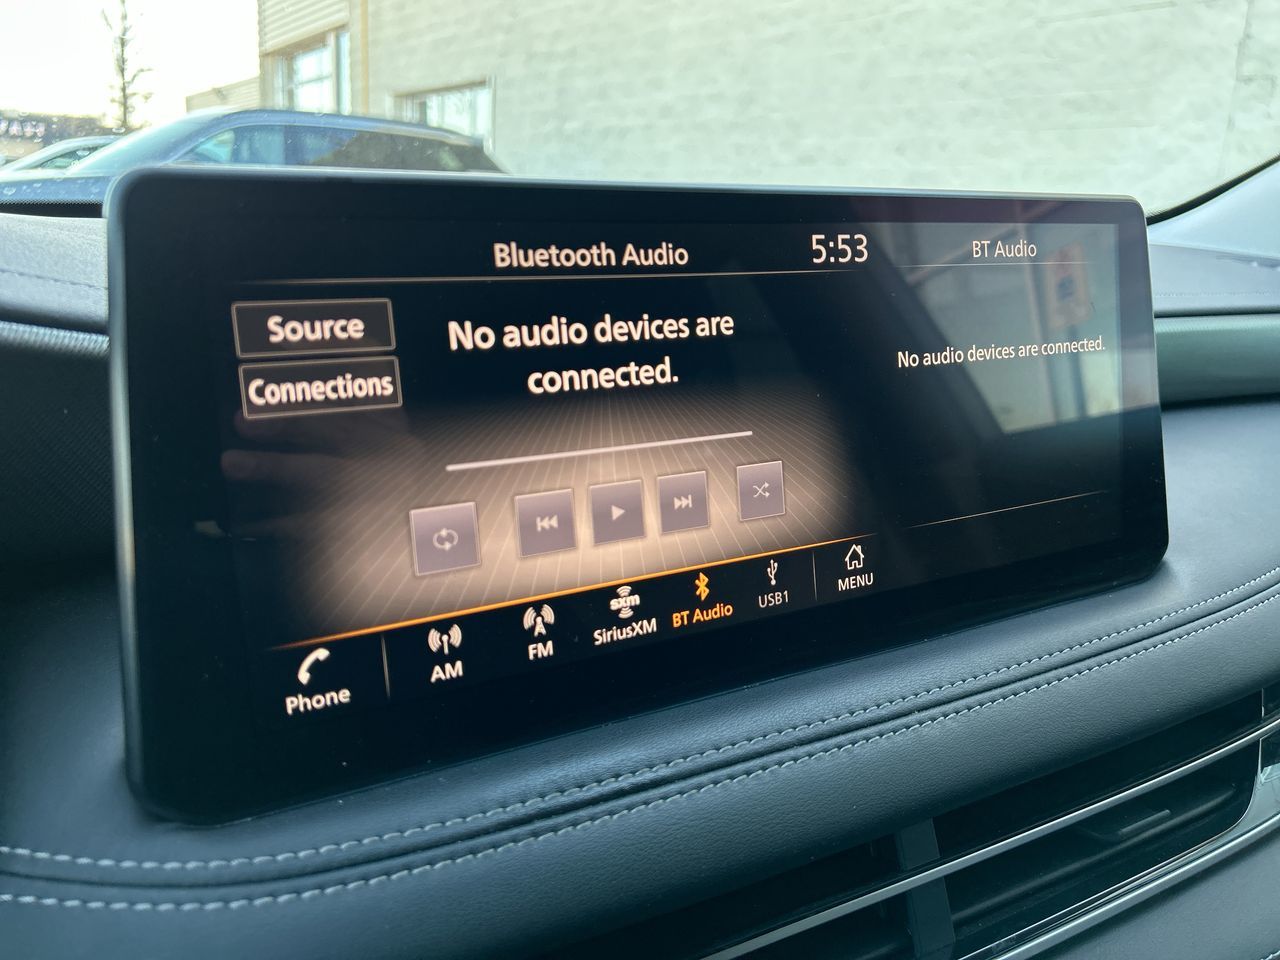 Bluetooth Audio
5:53
BT Audio
Source
Connections
No audio devices are
connected.
No audio devices are connected.
Phone
AM
FM
sxm
SiriusXM
BT Audio
USB1
MENU